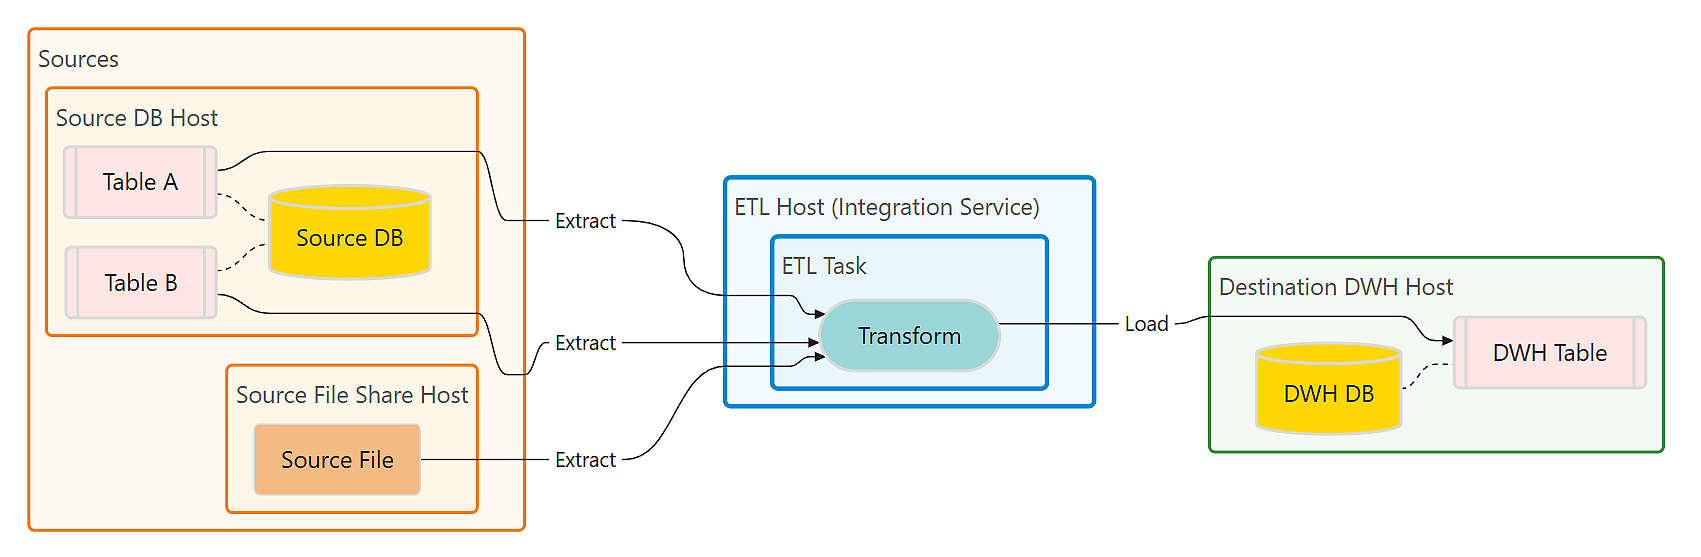 Sources
Source DB Host
Table A
Source DB
Table B
Source File Share Host
Source File
Extract
Extract
Extract
ETL Host (Integration Service)
ETL Task
Transform
Load
Destination DWH Host
DWH Table
DWH DB